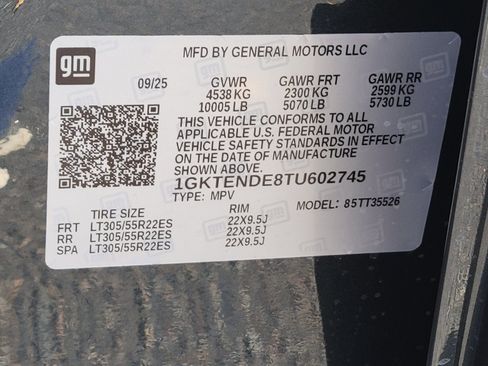 gm
MFD BY GENERAL MOTORS LLC
09/25 GVWR GAWR FRT GAWR RR
4538 KG 2300 KG 2599 KG
10005 LB 5070 LB 5730 LB
THIS VEHICLE CONFORMS TO ALL
APPLICABLE U.S. FEDERAL MOTOR
VEHICLE SAFETY STANDARDS IN EFFECT
ON THE DATE OF MANUFACTURE
SHOWN ABOVE.
1GKTENDE8TU602745
TYPE: MPV MODEL: 85TT35526
TIRE SIZE RIM
FRT LT305/55R22ES 22X9.5J
RR LT305/55R22ES 22X9.5J
SPA LT305/55R22ES 22X9.5J